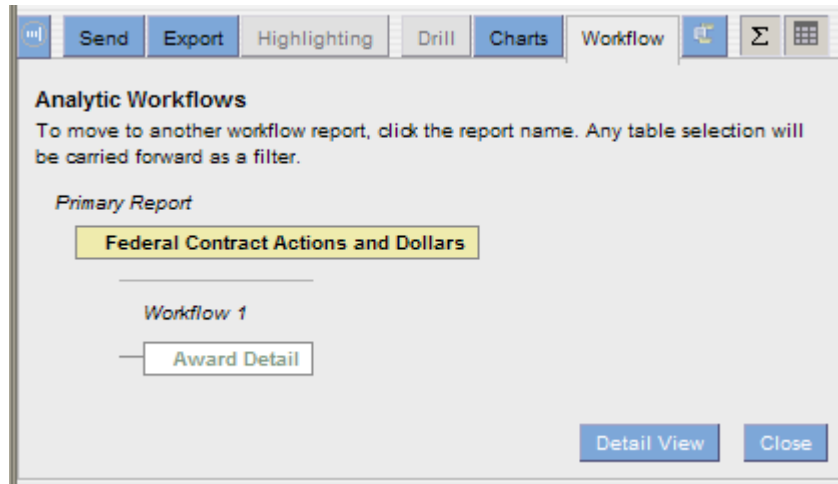 Send Export Highlighting Drill Charts Workflow Σ
Analytic Workflows
To move to another workflow report, click the report name. Any table selection will
be carried forward as a filter.
Primary Report
Federal Contract Actions and Dollars
Workflow 1
Award Detail
Detail View Close